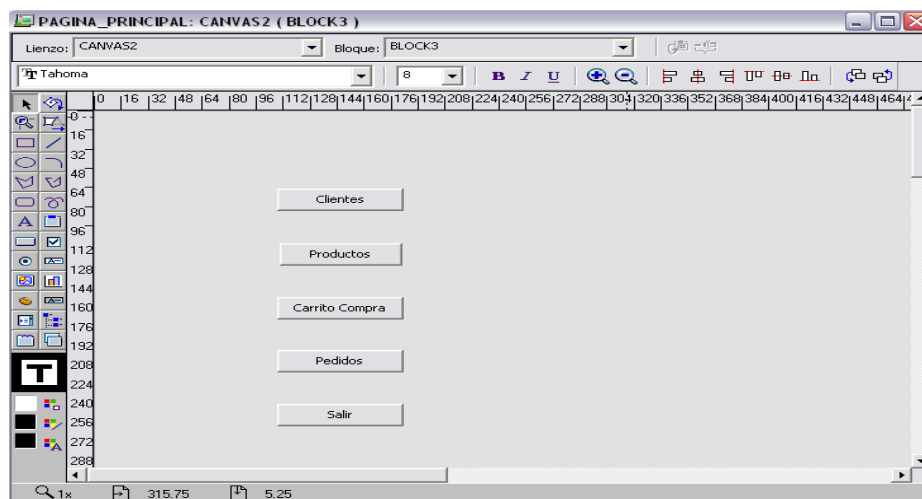 PAGINA_PRINCIPAL: CANVAS2 ( BLOCK3 )
Lienzo: CANVAS2 Bloque: BLOCK3
Tahoma 8 B I U
0 16 32 48 64 80 96 112 128 144 160 176 192 208 224 240 256 272 288 304 320 336 352 368 384 400 416 432 448 464
0
16
32
48
64
80
96
112
128
144
160
176
192
208
224
240
256
272
288
Clientes
Productos
Carrito Compra
Pedidos
Salir
1x 315.75 5.25